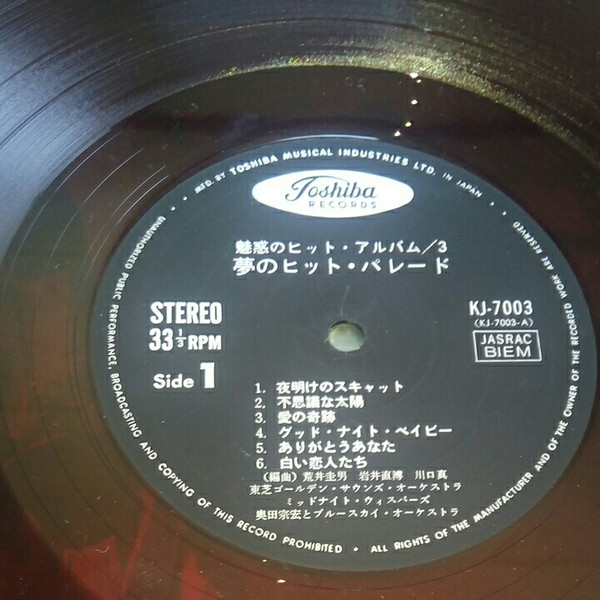 MFD. BY TOSHIBA MUSICAL INDUSTRIES LTD. IN JAPAN
Toshiba
RECORDS
魅惑のヒット・アルバム/3
夢のヒット・パレード
STEREO
33 1/3 RPM
Side 1
KJ-7003
(KJ-7003-A)
JASRAC
BIEM
1. 夜明けのスキャット
2. 不思議な太陽
3. 愛の奇跡
4. グッド・ナイト・ベイビー
5. ありがとうあなた
6. 白い恋人たち
(編曲) 荒井圭男 岩井直溥 川口真
東芝ゴールデン・サウンズ・オーケストラ
ミッドナイト・ウィスパーズ
奥田宗宏とブルースカイ・オーケストラ
UNAUTHORIZED PUBLIC PERFORMANCE, BROADCASTING AND COPYING OF THIS RECORD PROHIBITED • ALL RIGHTS OF THE MANUFACTURER AND OF THE OWNER OF THE RECORDED WORK ARE RESERVED